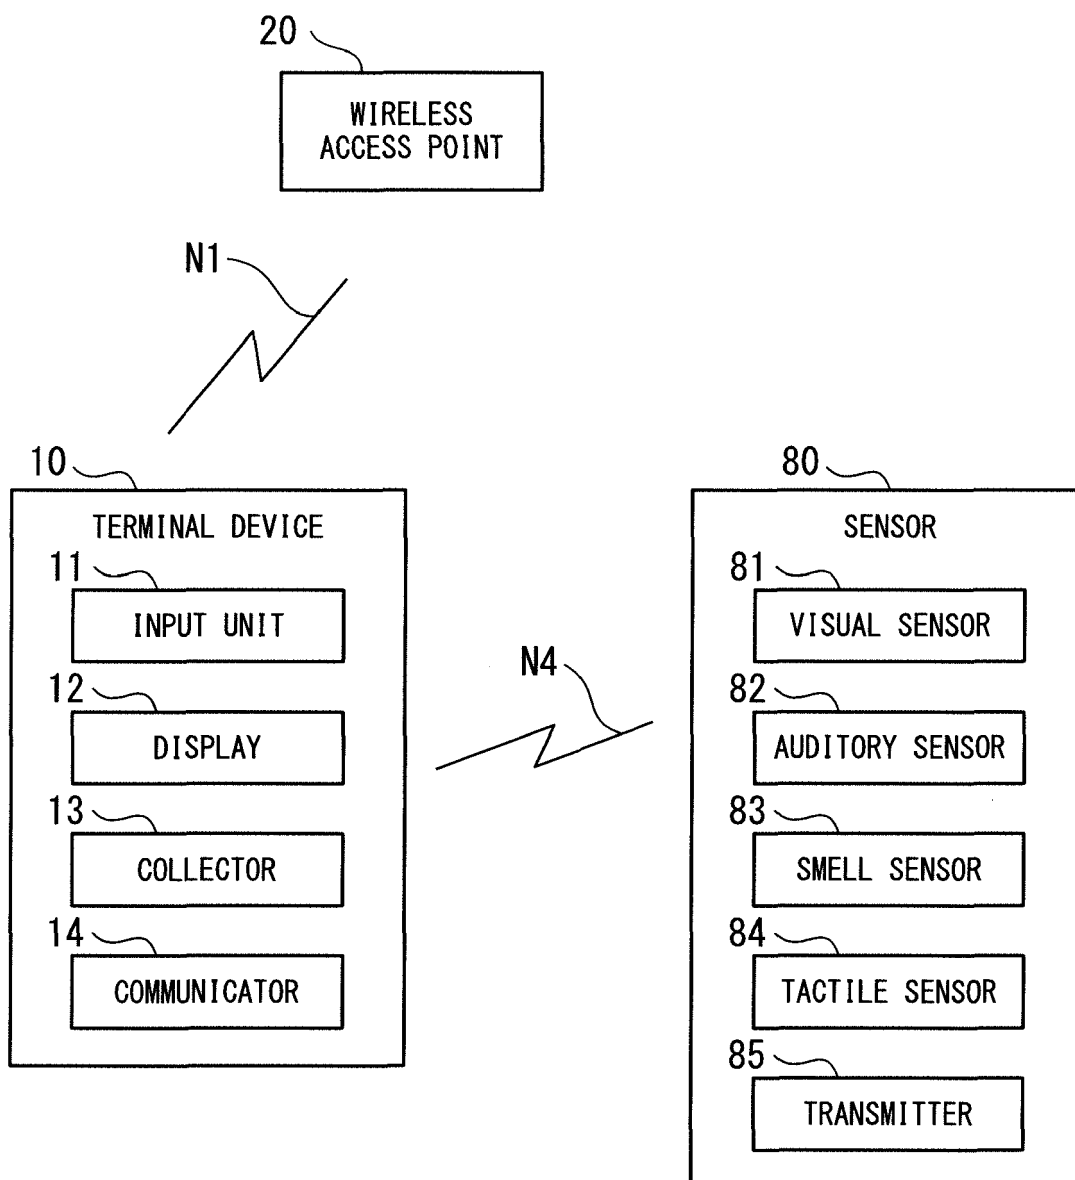 20
WIRELESS
ACCESS POINT
N1
10
TERMINAL DEVICE
11
INPUT UNIT
12
DISPLAY
13
COLLECTOR
14
COMMUNICATOR
N4
80
SENSOR
81
VISUAL SENSOR
82
AUDITORY SENSOR
83
SMELL SENSOR
84
TACTILE SENSOR
85
TRANSMITTER